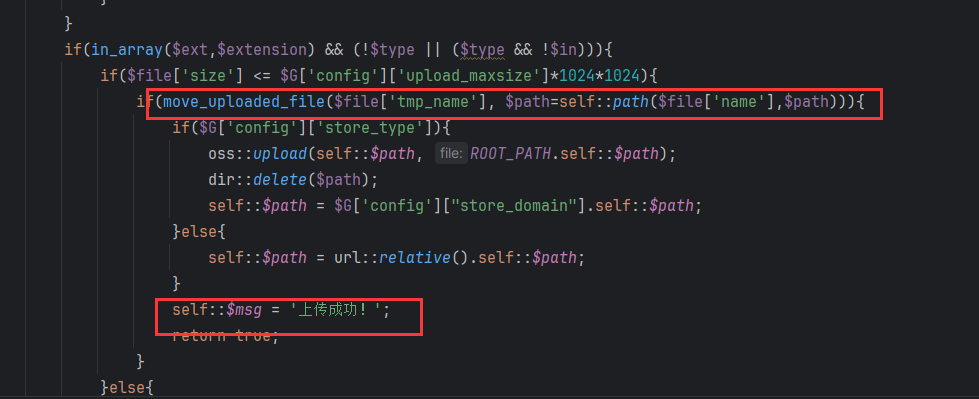 }
if(in_array($ext,$extension) && (!$type || ($type && !$in))){
if($file['size'] <= $G['config']['upload_maxsize']*1024*1024){
if(move_uploaded_file($file['tmp_name'], $path=self::path($file['name'],$path))){
if($G['config']['store_type']){
oss::upload(self::$path, file: ROOT_PATH.self::$path);
dir::delete($path);
self::$path = $G['config']["store_domain"].self::$path;
}else{
self::$path = url::relative().self::$path;
}
self::$msg = '上传成功！';
return true;
}
}else{